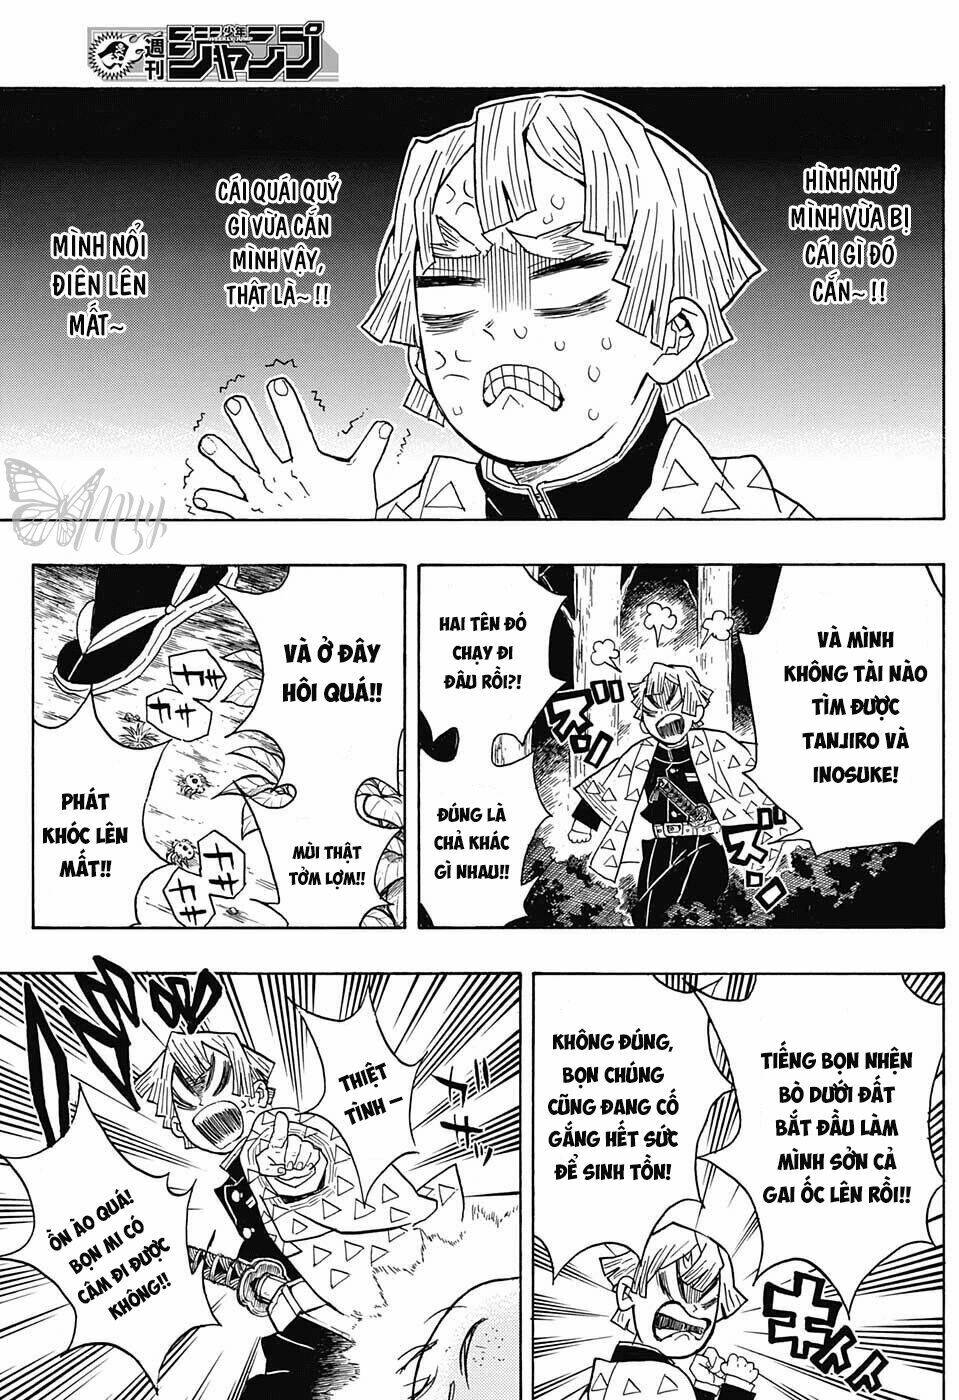 週刊
少年
WEEKLY JUMP
ジャンプ
HÌNH NHƯ
MÌNH VỪA BỊ
CÁI GÌ ĐÓ
CẮN~!!
CÁI QUÁI QUỶ
GÌ VỪA CẮN
MÌNH VẬY,
THẬT LÀ~!!
MÌNH NỔI
ĐIÊN LÊN
MẤT~
Muy
VÀ MÌNH
KHÔNG TÀI NÀO
TÌM ĐƯỢC
TANJIRO VÀ
INOSUKE!
HAI TÊN ĐÓ
CHẠY ĐI
ĐÂU RỒI?!
ĐÚNG LÀ
CHẢ KHÁC
GÌ NHAU!!
VÀ Ở ĐÂY
HÔI QUÁ!!
MÙI THẬT
TỞM LỢM!!
PHÁT
KHÓC LÊN
MẤT!!
TIẾNG BỌN NHỆN
BÒ DƯỚI ĐẤT
BẮT ĐẦU LÀM
MÌNH SỞN CẢ
GAI ỐC LÊN RỒI!!
KHÔNG ĐÚNG,
BỌN CHÚNG
CŨNG ĐANG CỐ
GẮNG HẾT SỨC
ĐỂ SINH TỒN!
THIỆT
TÌNH –
ỒN ÀO QUÁ!
BỌN MI CÓ
CÂM ĐI ĐƯỢC
KHÔNG!!